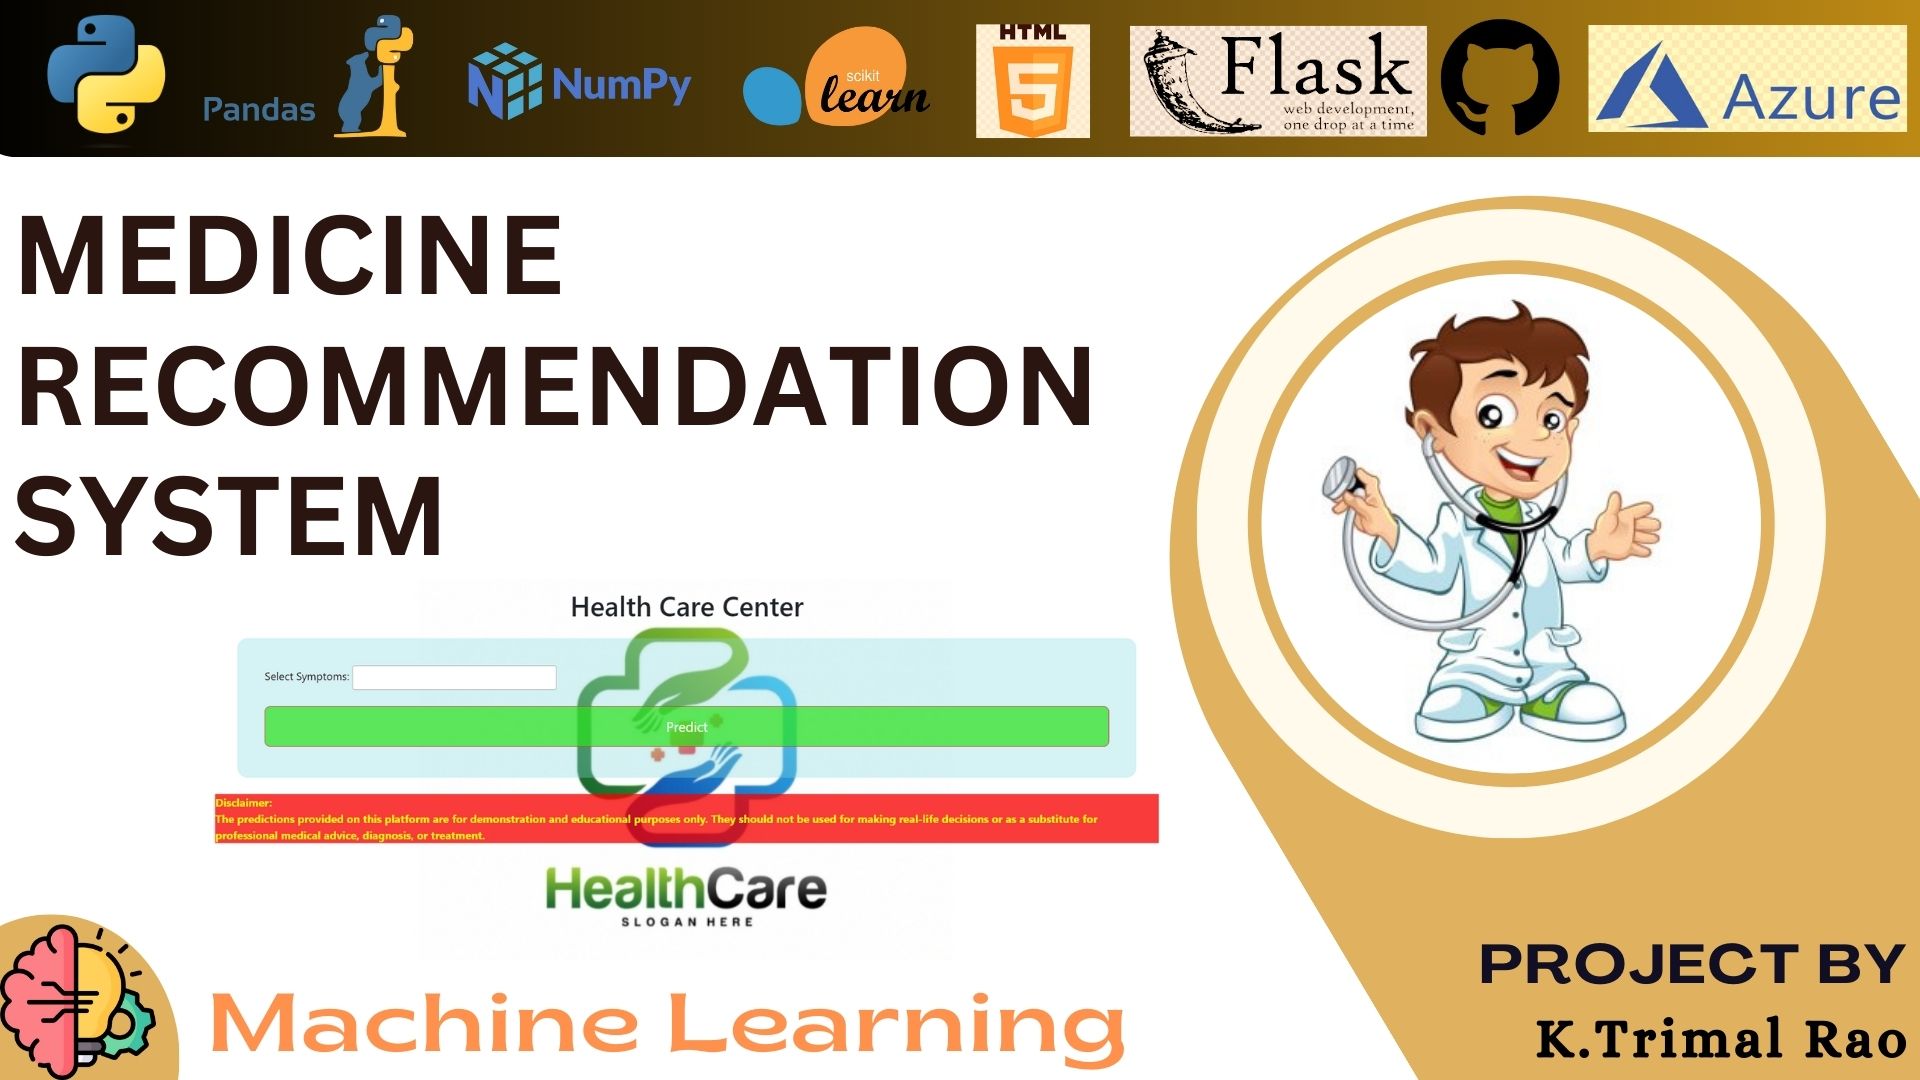 Pandas
NumPy
scikit
learn
HTML
5
Flask
web development,
one drop at a time
Azure
MEDICINE
RECOMMENDATION
SYSTEM
Health Care Center
Select Symptoms:
Predict
Disclaimer:
The predictions provided on this platform are for demonstration and educational purposes only. They should not be used for making real-life decisions or as a substitute for
professional medical advice, diagnosis, or treatment.
HealthCare
SLOGAN HERE
Machine Learning
PROJECT BY
K.Trimal Rao